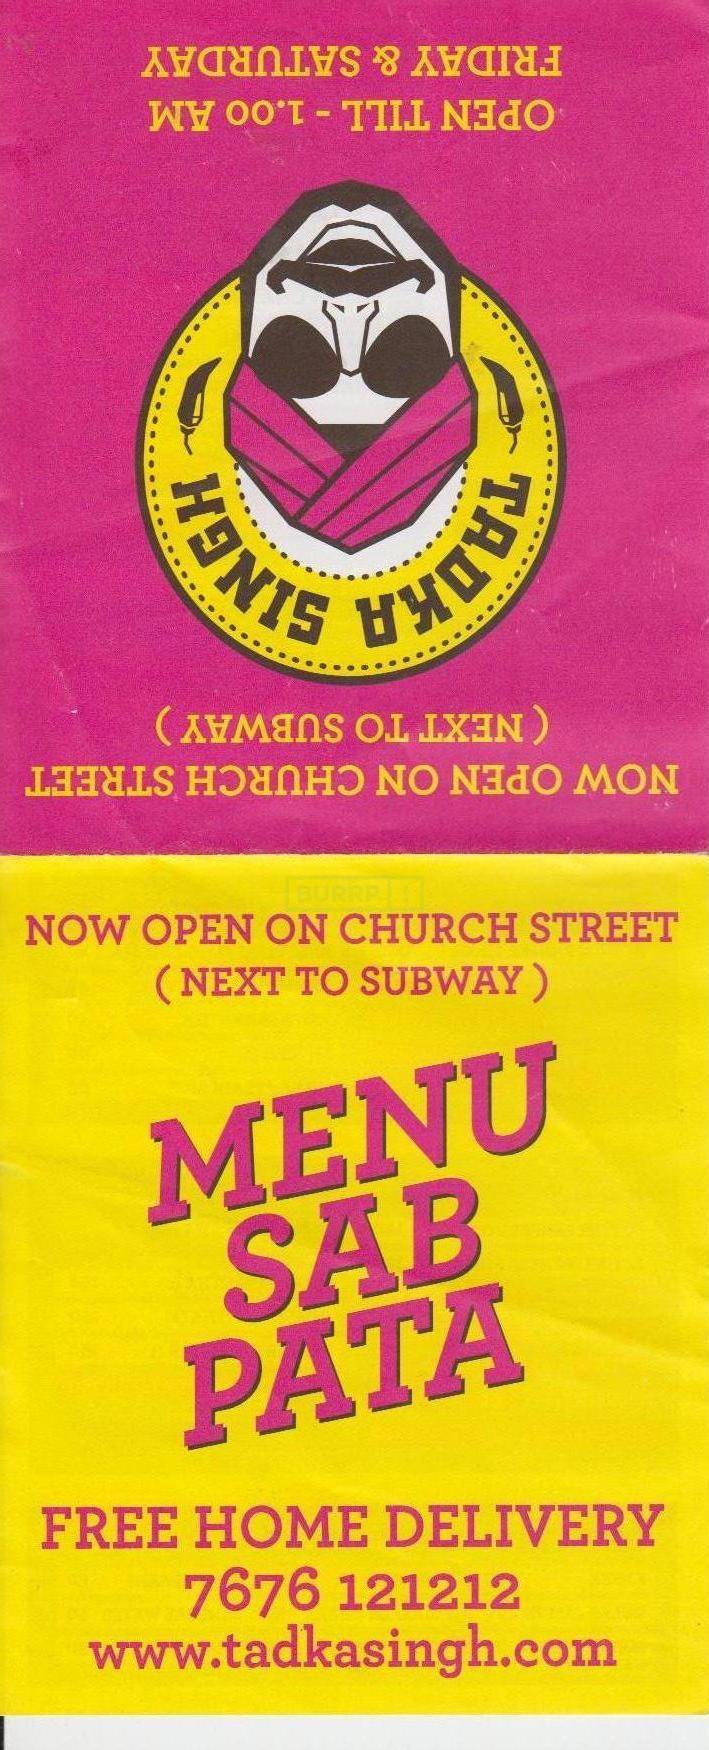 NOW OPEN ON CHURCH STREET
( NEXT TO SUBWAY )
TADKA SINGH
OPEN TILL - 1.00 AM
FRIDAY & SATURDAY
BURRP !
NOW OPEN ON CHURCH STREET
( NEXT TO SUBWAY )
MENU
SAB
PATA
FREE HOME DELIVERY
7676 121212
www.tadkasingh.com